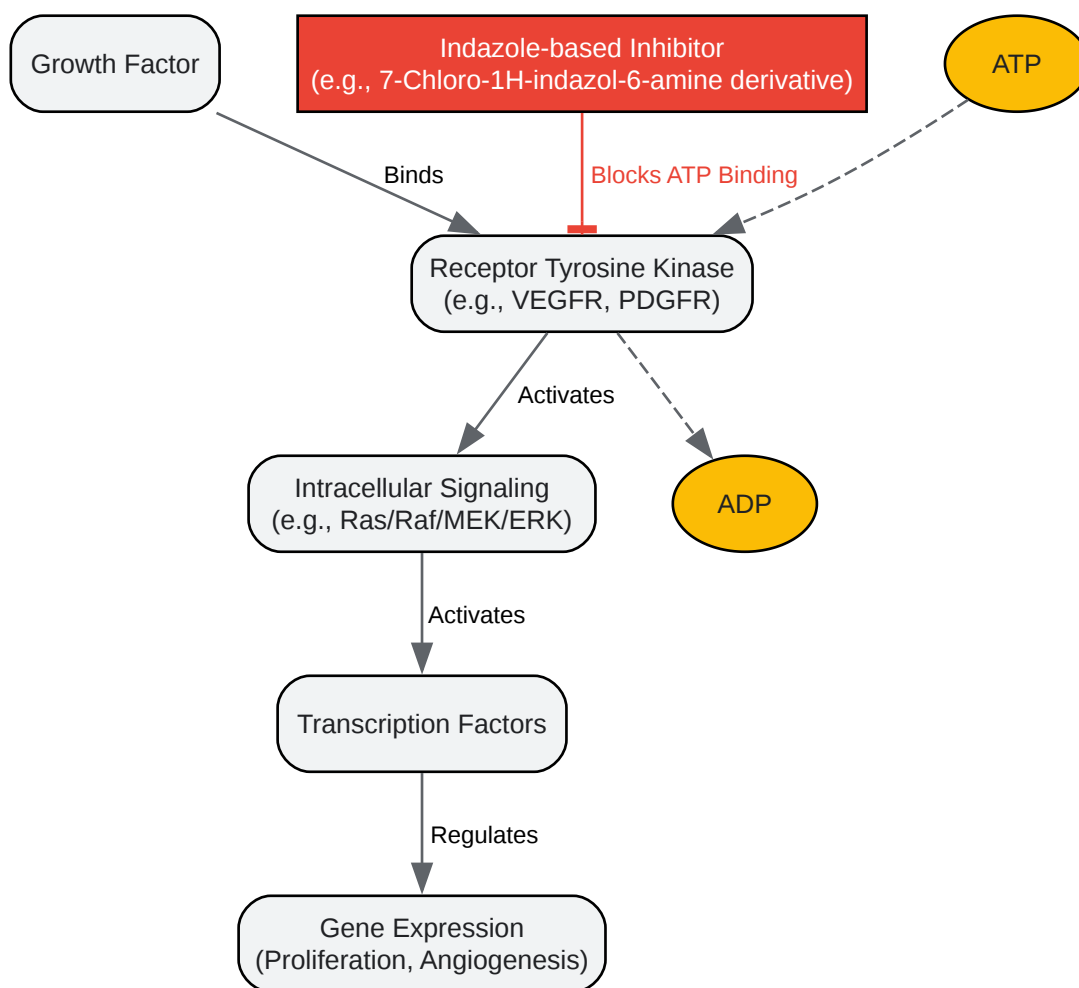 Growth Factor
Indazole-based Inhibitor
(e.g., 7-Chloro-1H-indazol-6-amine derivative)
ATP
Binds
Blocks ATP Binding
Receptor Tyrosine Kinase
(e.g., VEGFR, PDGFR)
Activates
Intracellular Signaling
(e.g., Ras/Raf/MEK/ERK)
ADP
Activates
Transcription Factors
Regulates
Gene Expression
(Proliferation, Angiogenesis)